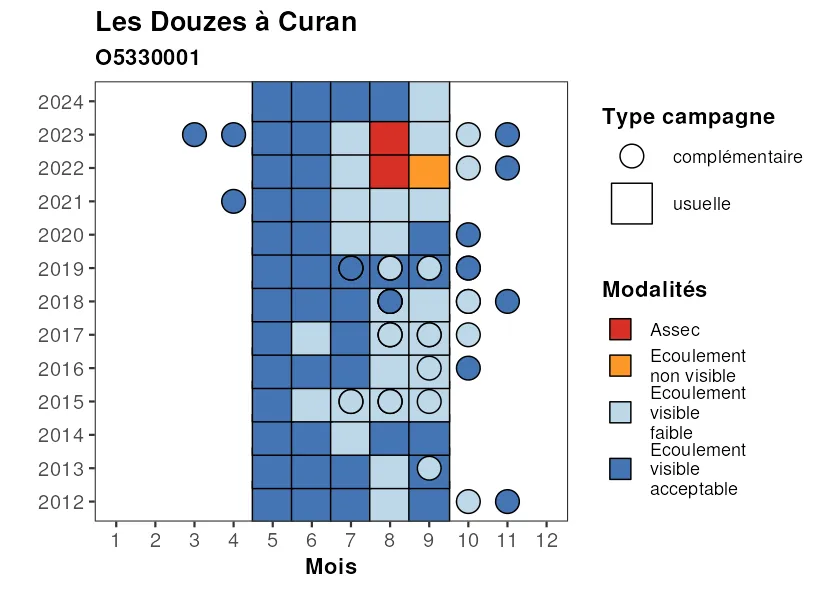 Les Douzes à Curan
O5330001
2024
2023
2022
2021
2020
2019
2018
2017
2016
2015
2014
2013
2012
1 2 3 4 5 6 7 8 9 10 11 12
Mois
Type campagne
complémentaire
usuelle
Modalités
Assec
Ecoulement
non visible
Ecoulement
visible
faible
Ecoulement
visible
acceptable